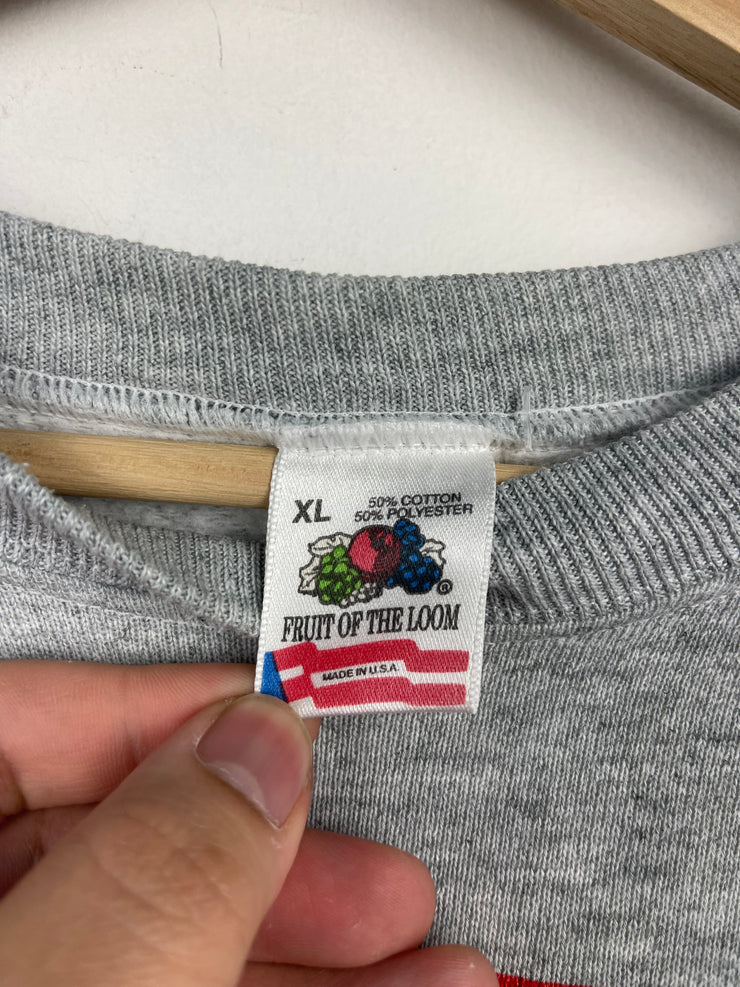 XL
50% COTTON
50% POLYESTER
®
FRUIT OF THE LOOM
MADE IN U.S.A.